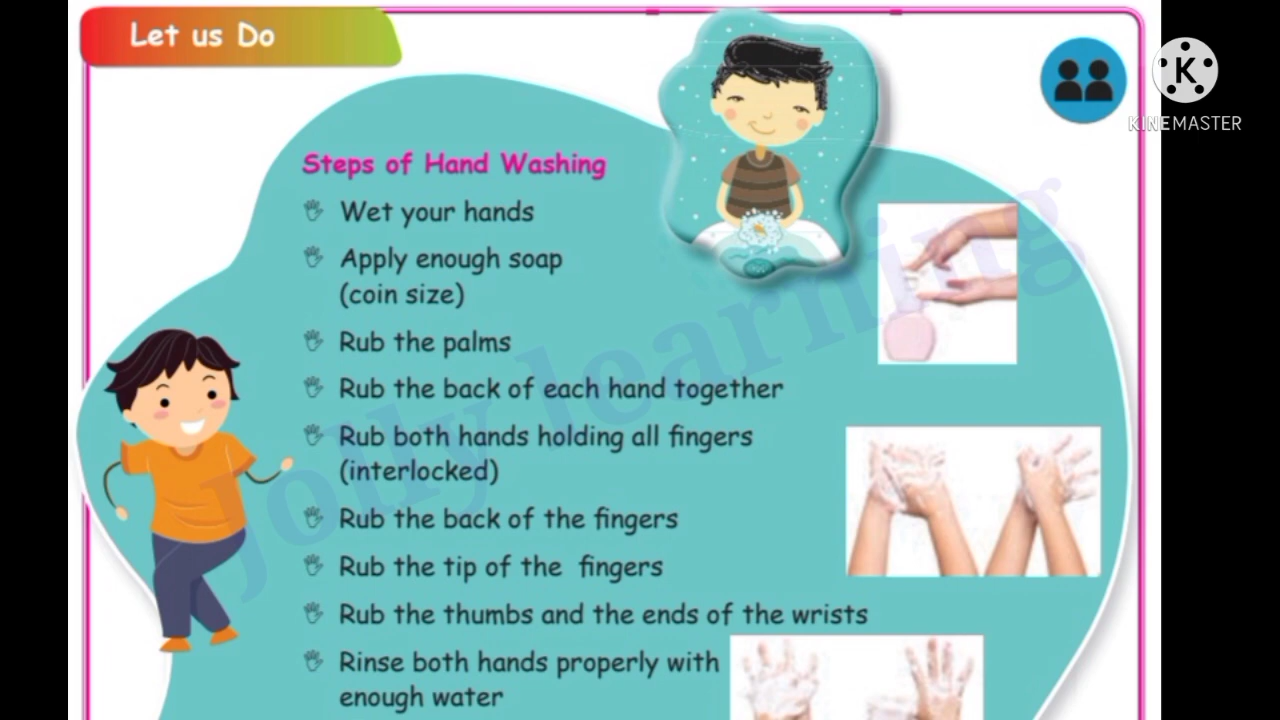 Let us Do
KINEMASTER
Steps of Hand Washing
Wet your hands
Apply enough soap
(coin size)
Rub the palms
Rub the back of each hand together
Rub both hands holding all fingers
(interlocked)
Rub the back of the fingers
Rub the tip of the fingers
Rub the thumbs and the ends of the wrists
Rinse both hands properly with
enough water
Jolly learning